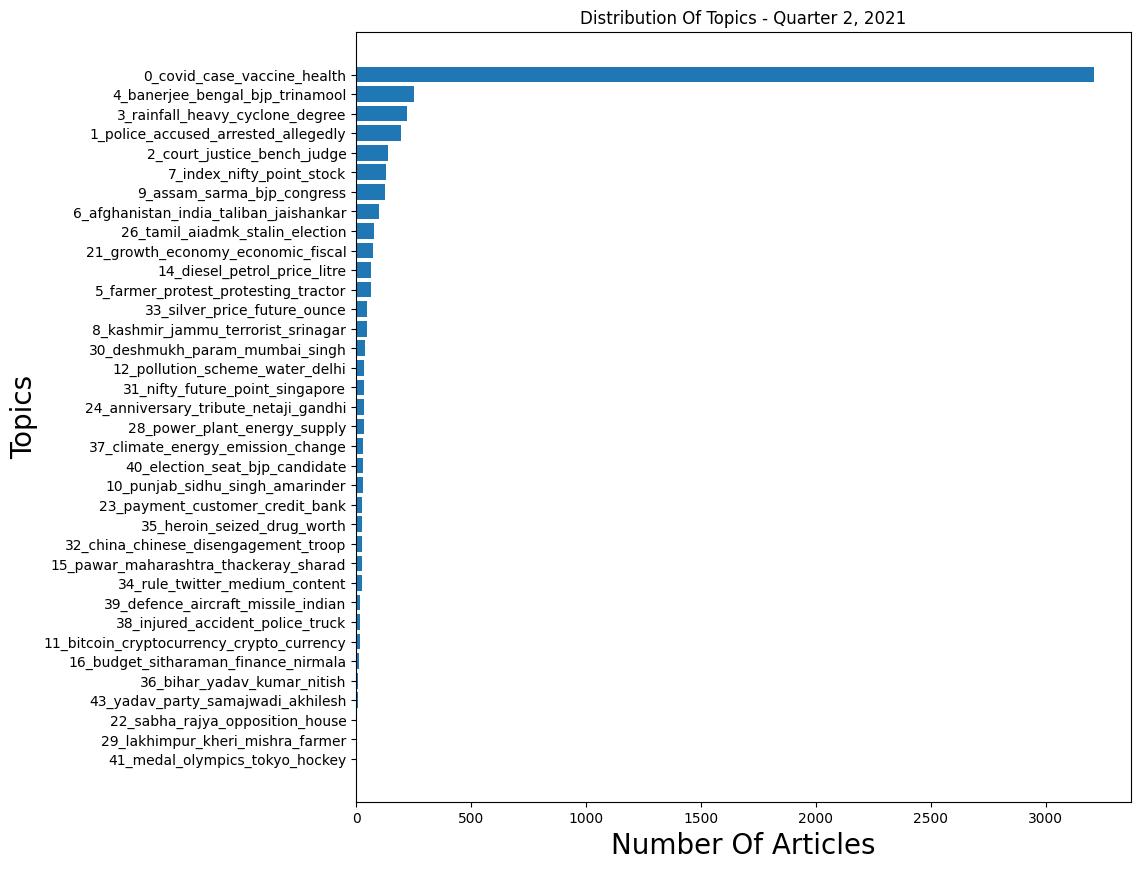 Distribution Of Topics - Quarter 2, 2021
Topics
0_covid_case_vaccine_health
4_banerjee_bengal_bjp_trinamool
3_rainfall_heavy_cyclone_degree
1_police_accused_arrested_allegedly
2_court_justice_bench_judge
7_index_nifty_point_stock
9_assam_sarma_bjp_congress
6_afghanistan_india_taliban_jaishankar
26_tamil_aiadmk_stalin_election
21_growth_economy_economic_fiscal
14_diesel_petrol_price_litre
5_farmer_protest_protesting_tractor
33_silver_price_future_ounce
8_kashmir_jammu_terrorist_srinagar
30_deshmukh_param_mumbai_singh
12_pollution_scheme_water_delhi
31_nifty_future_point_singapore
24_anniversary_tribute_netaji_gandhi
28_power_plant_energy_supply
37_climate_energy_emission_change
40_election_seat_bjp_candidate
10_punjab_sidhu_singh_amarinder
23_payment_customer_credit_bank
35_heroin_seized_drug_worth
32_china_chinese_disengagement_troop
15_pawar_maharashtra_thackeray_sharad
34_rule_twitter_medium_content
39_defence_aircraft_missile_indian
38_injured_accident_police_truck
11_bitcoin_cryptocurrency_crypto_currency
16_budget_sitharaman_finance_nirmala
36_bihar_yadav_kumar_nitish
43_yadav_party_samajwadi_akhilesh
22_sabha_rajya_opposition_house
29_lakhimpur_kheri_mishra_farmer
41_medal_olympics_tokyo_hockey
0 500 1000 1500 2000 2500 3000
Number Of Articles